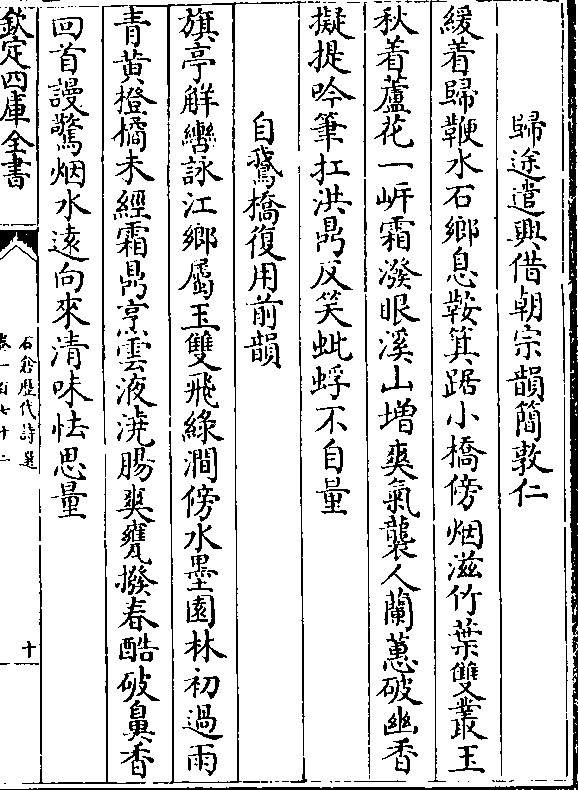 歸途遣興借朝宗韻簡敦仁
緩着歸鞭水石鄉息鞍箕踞小橋傍烟滋竹葉雙叢玉
秋着蘆花一岸霜潑眼溪山增爽氣襲人蘭蕙破幽香
擬提吟筆扛洪鼎反笑蚍蜉不自量
自鵞橋復用前韻
旗亭觧轡詠江鄉屬玉雙飛綠澗傍水墨園林初過雨
青黃橙橘未經霜鼎烹雲液澆腸爽甕撥春醅破鼻香
回首謾驚烟水遠向來清味怯思量
欽定四庫全書
石倉歷代詩選
卷一百七十二
十